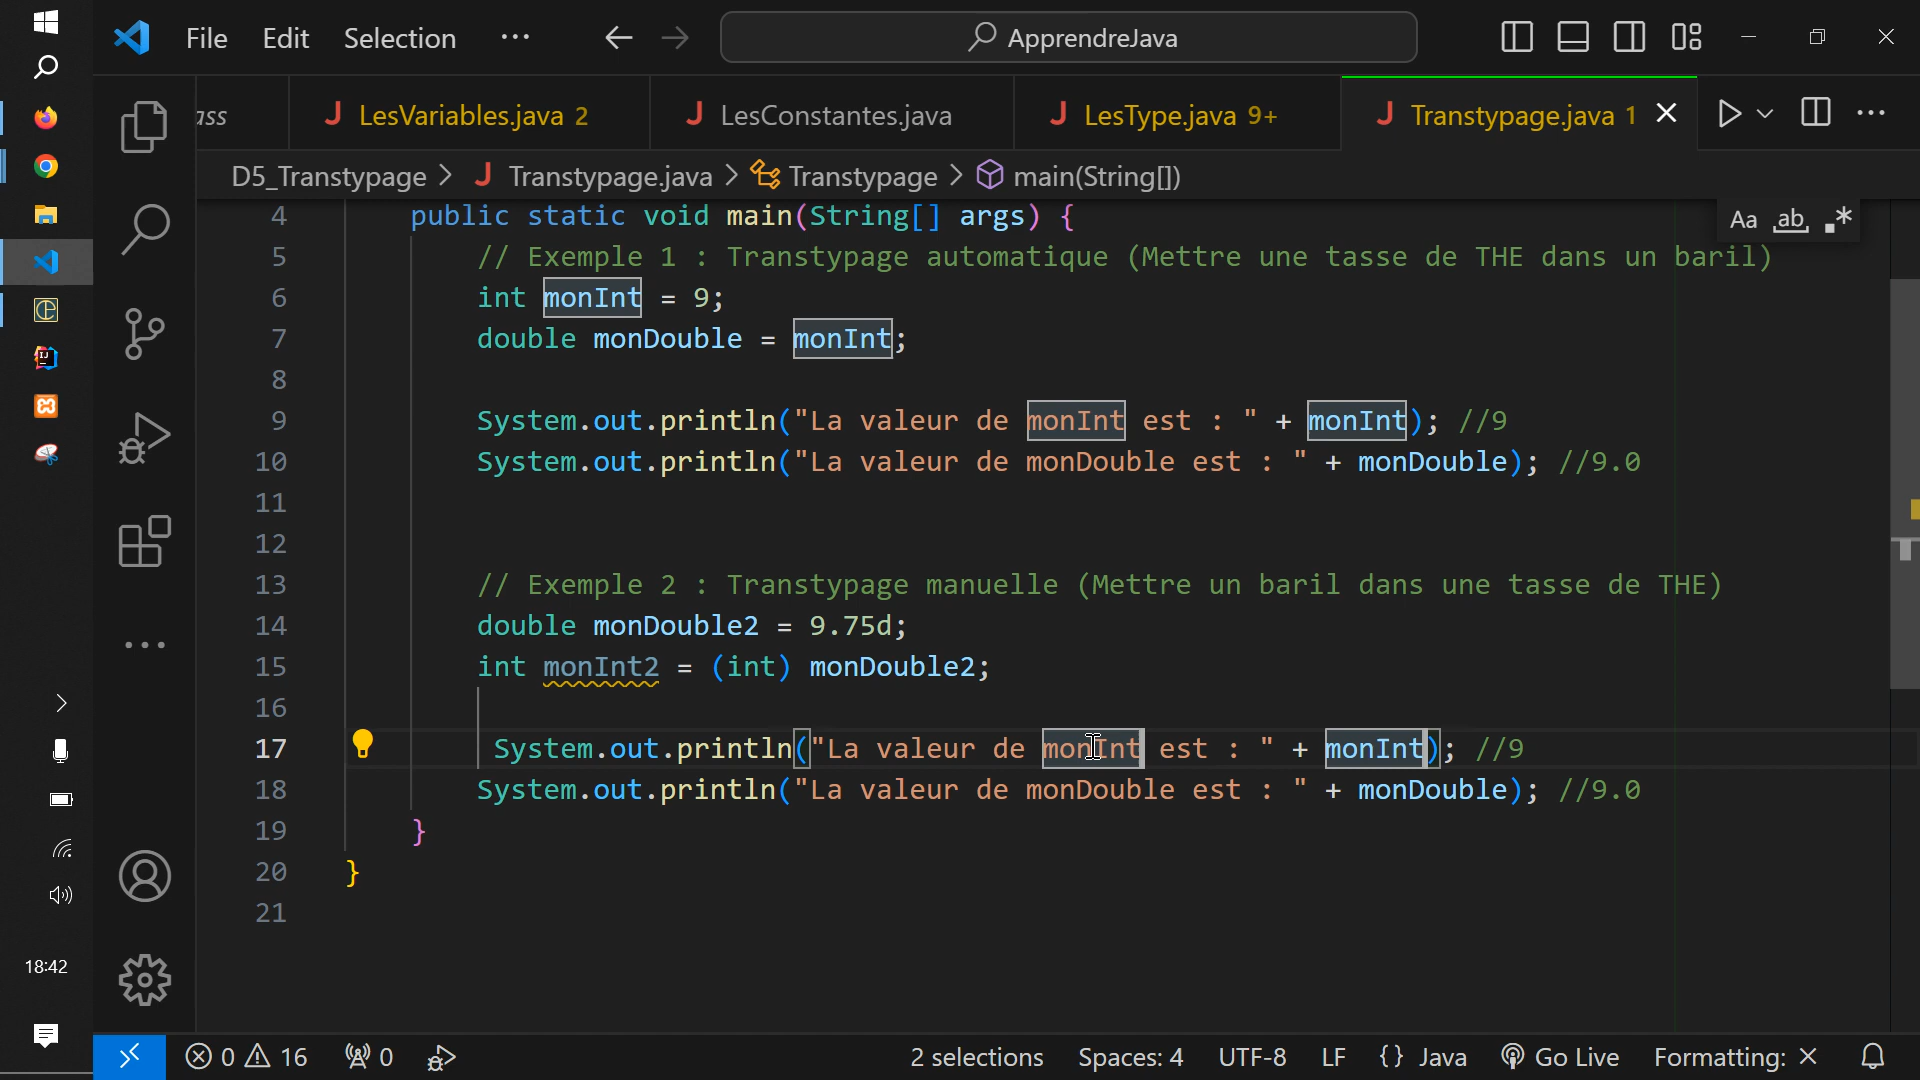 File Edit Selection ··· ApprendreJava
ass LesVariables.java 2 LesConstantes.java LesType.java 9+ Transtypage.java 1
D5_Transtypage > Transtypage.java > Transtypage > main(String[])
Aa ab .*
4 public static void main(String[] args) {
5 // Exemple 1 : Transtypage automatique (Mettre une tasse de THE dans un baril)
6 int monInt = 9;
7 double monDouble = monInt;
8
9 System.out.println("La valeur de monInt est : " + monInt); //9
10 System.out.println("La valeur de monDouble est : " + monDouble); //9.0
11
12
13 // Exemple 2 : Transtypage manuelle (Mettre un baril dans une tasse de THE)
14 double monDouble2 = 9.75d;
15 int monInt2 = (int) monDouble2;
16
17 System.out.println("La valeur de monInt est : " + monInt); //9
18 System.out.println("La valeur de monDouble est : " + monDouble); //9.0
19 }
20 }
21
18:42
0 16 0 2 selections Spaces: 4 UTF-8 LF {} Java Go Live Formatting: ×